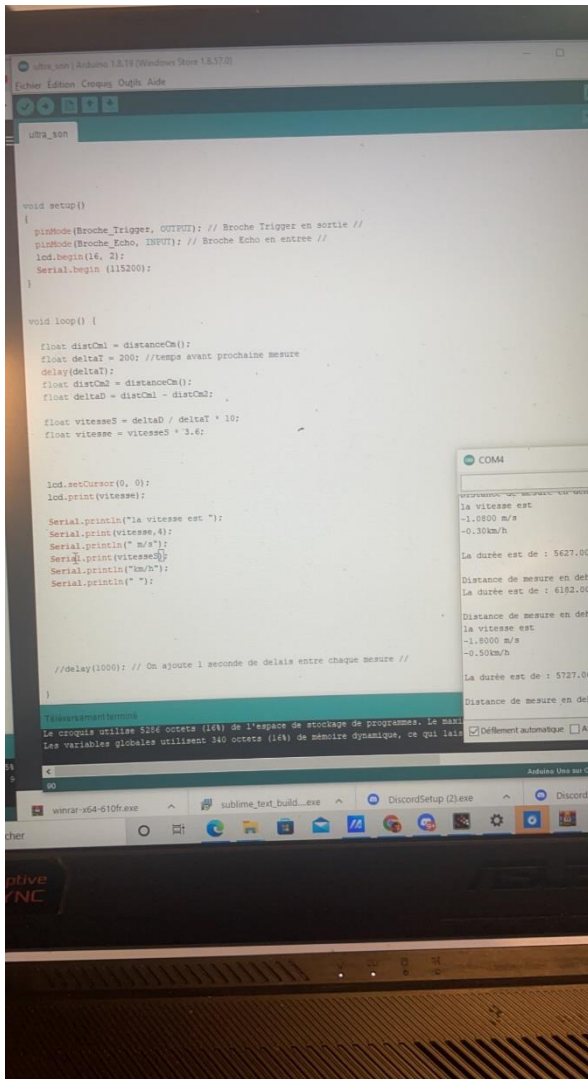 ultra_son | Arduino 1.8.19 (Windows Store 1.8.57.0)
Fichier Édition Croquis Outils Aide
ultra_son
void setup()
{
pinMode(Broche_Trigger, OUTPUT); // Broche Trigger en sortie //
pinMode(Broche_Echo, INPUT); // Broche Echo en entree //
lcd.begin(16, 2);
Serial.begin (115200);
}
void loop() {
float distCm1 = distanceCm();
float deltaT = 200; //temps avant prochaine mesure
delay(deltaT);
float distCm2 = distanceCm();
float deltaD = distCm1 - distCm2;
float vitesseS = deltaD / deltaT * 10;
float vitesse = vitesseS * 3.6;
lcd.setCursor(0, 0);
lcd.print(vitesse);
Serial.println("la vitesse est ");
Serial.print(vitesse,4);
Serial.println(" m/s");
Serial.print(vitesseS);
Serial.println("km/h");
Serial.println(" ");
//delay(1000); // On ajoute 1 seconde de delais entre chaque mesure //
}
Téléversement terminé
Le croquis utilise 5286 octets (16%) de l'espace de stockage de programmes. Le maxi
Les variables globales utilisent 340 octets (16%) de mémoire dynamique, ce qui lais
90
Arduino Uno sur C
COM4
la vitesse est
-1.0800 m/s
-0.30km/h
La durée est de : 5627.00
Distance de mesure en deh
La durée est de : 6182.00
Distance de mesure en deh
la vitesse est
-1.8000 m/s
-0.50km/h
La durée est de : 5727.00
Distance de mesure en deh
Défilement automatique
winrar-x64-610fr.exe
sublime_text_build....exe
DiscordSetup (2).exe
Discord
cher
ptive
YNC